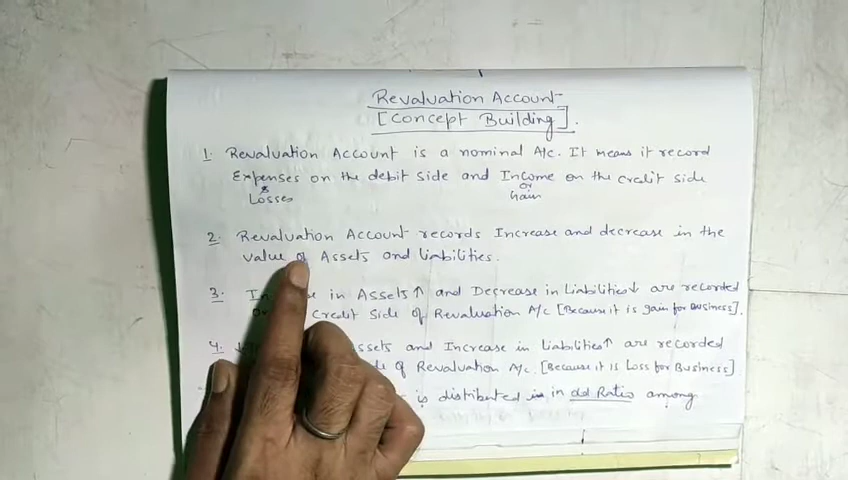 Revaluation Account
[Concept Building].
1. Revaluation Account is a nominal A/c. It means it record
Expenses on the debit side and Income on the credit side
& Losses or Gain
2. Revaluation Account records Increase and decrease in the
value of Assets and liabilities.
3. in Assets↑ and Decrease in Liabilities↓ are recorded
Credit side of Revaluation A/c [Because it is gain for Business].
4. ssets and Increase in liabilities↑ are recorded
of Revaluation A/c. [Because it is Loss for Business]
is distributed in in old Ratio among